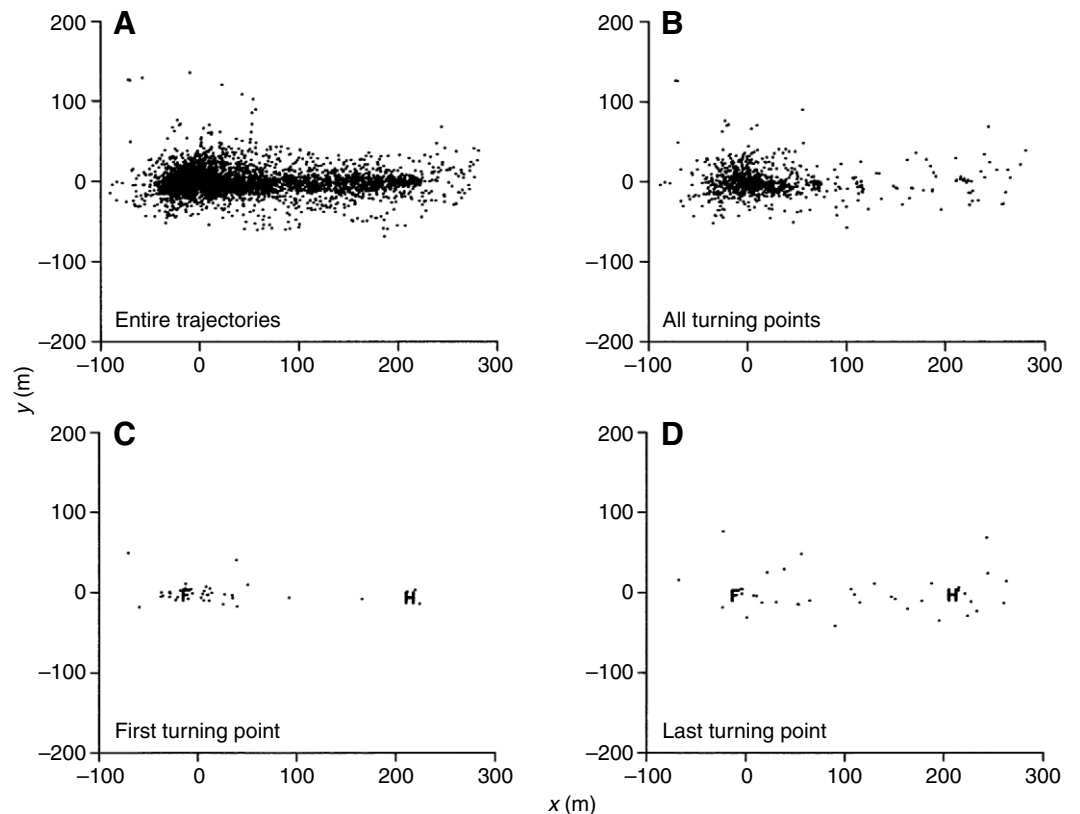 A
200
100
0
–100
–200
Entire trajectories
–100 0 100 200 300
B
200
100
0
–100
–200
All turning points
–100 0 100 200 300
y (m)
C
200
100
0
–100
–200
F
H
First turning point
–100 0 100 200 300
D
200
100
0
–100
–200
F
H
Last turning point
–100 0 100 200 300
x (m)